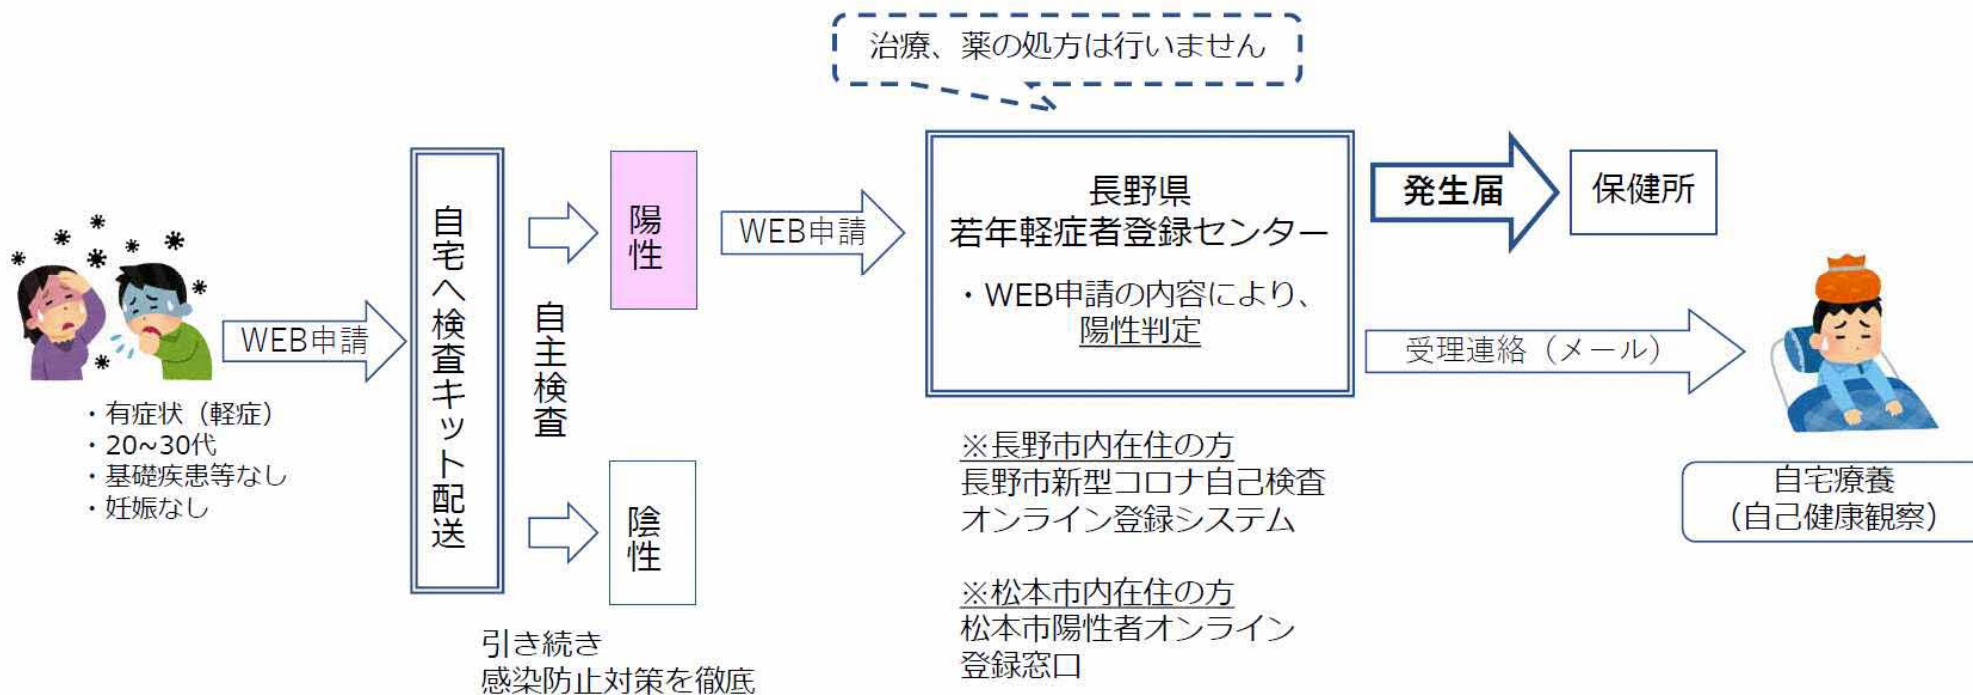 治療、薬の処方は行いません
・有症状（軽症）
・20~30代
・基礎疾患等なし
・妊娠なし
WEB申請
自宅へ検査キット配送
自主検査
陽性
陰性
引き続き
感染防止対策を徹底
WEB申請
長野県
若年軽症者登録センター
・WEB申請の内容により、
陽性判定
※長野市内在住の方
長野市新型コロナ自己検査
オンライン登録システム
※松本市内在住の方
松本市陽性者オンライン
登録窓口
発生届
保健所
受理連絡（メール）
自宅療養
（自己健康観察）